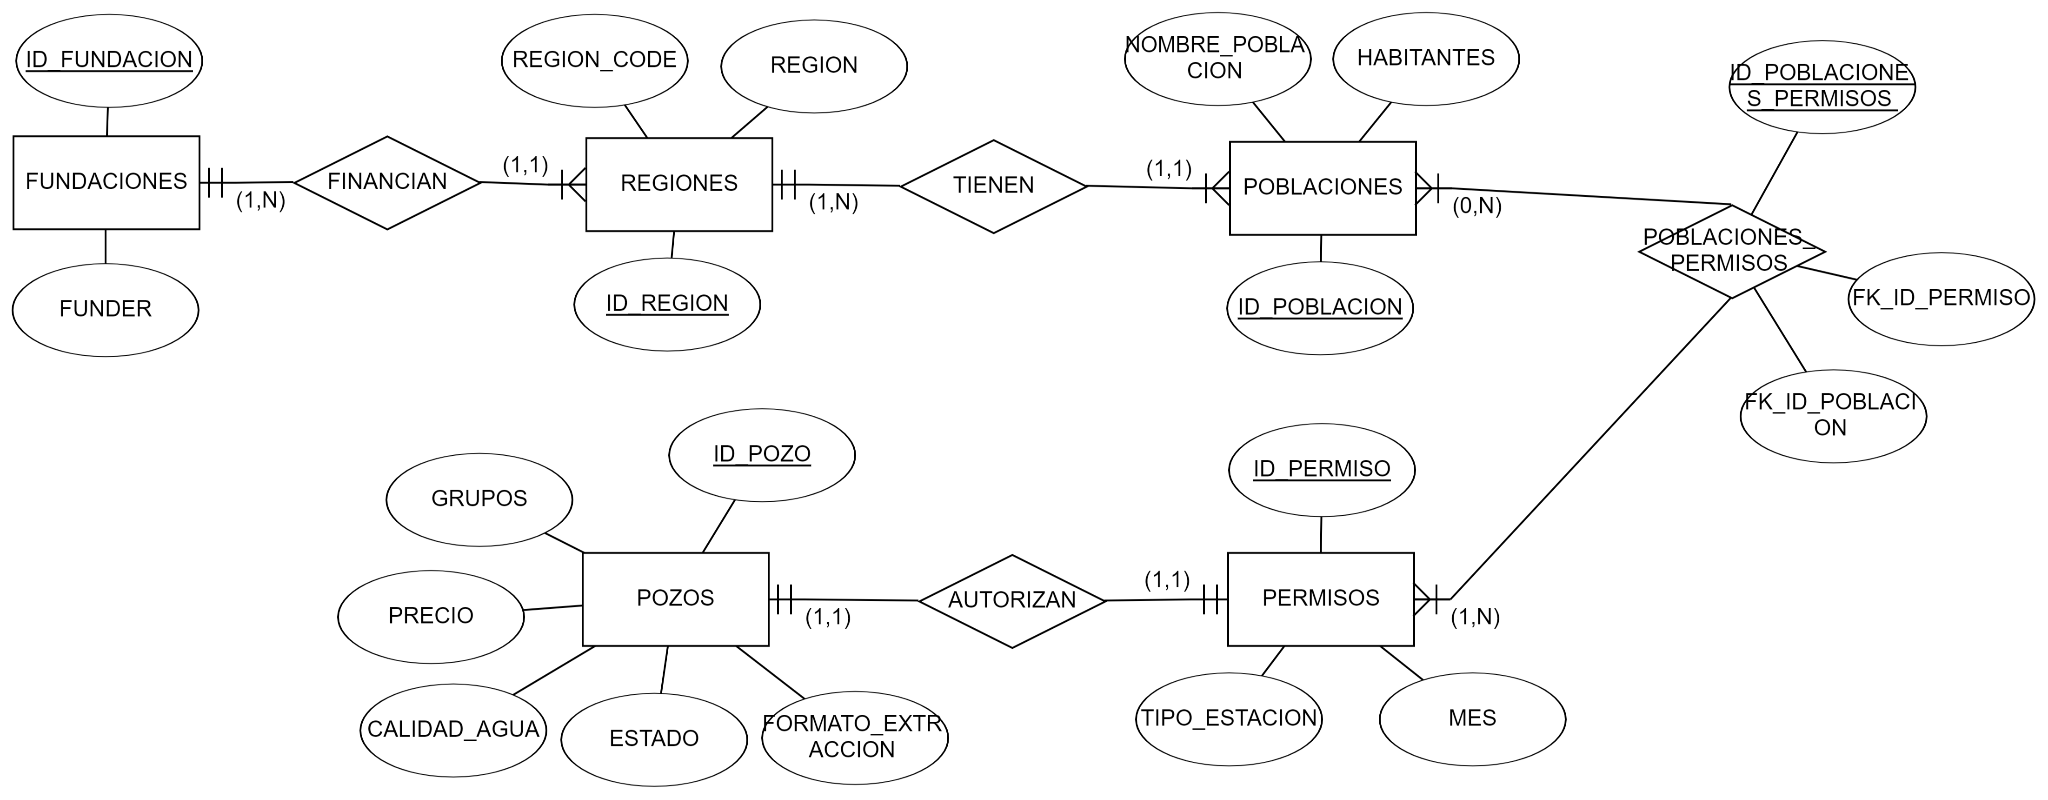 ID_FUNDACION
FUNDACIONES
FUNDER
(1,N)
FINANCIAN
(1,1)
REGION_CODE
REGION
REGIONES
ID_REGION
(1,N)
TIENEN
(1,1)
NOMBRE_POBLA
CION
HABITANTES
POBLACIONES
ID_POBLACION
(0,N)
ID_POBLACIONE
S_PERMISOS
POBLACIONES_
PERMISOS
FK_ID_PERMISO
FK_ID_POBLACI
ON
ID_POZO
GRUPOS
PRECIO
POZOS
CALIDAD_AGUA
ESTADO
FORMATO_EXTR
ACCION
(1,1)
AUTORIZAN
(1,1)
ID_PERMISO
PERMISOS
(1,N)
TIPO_ESTACION
MES